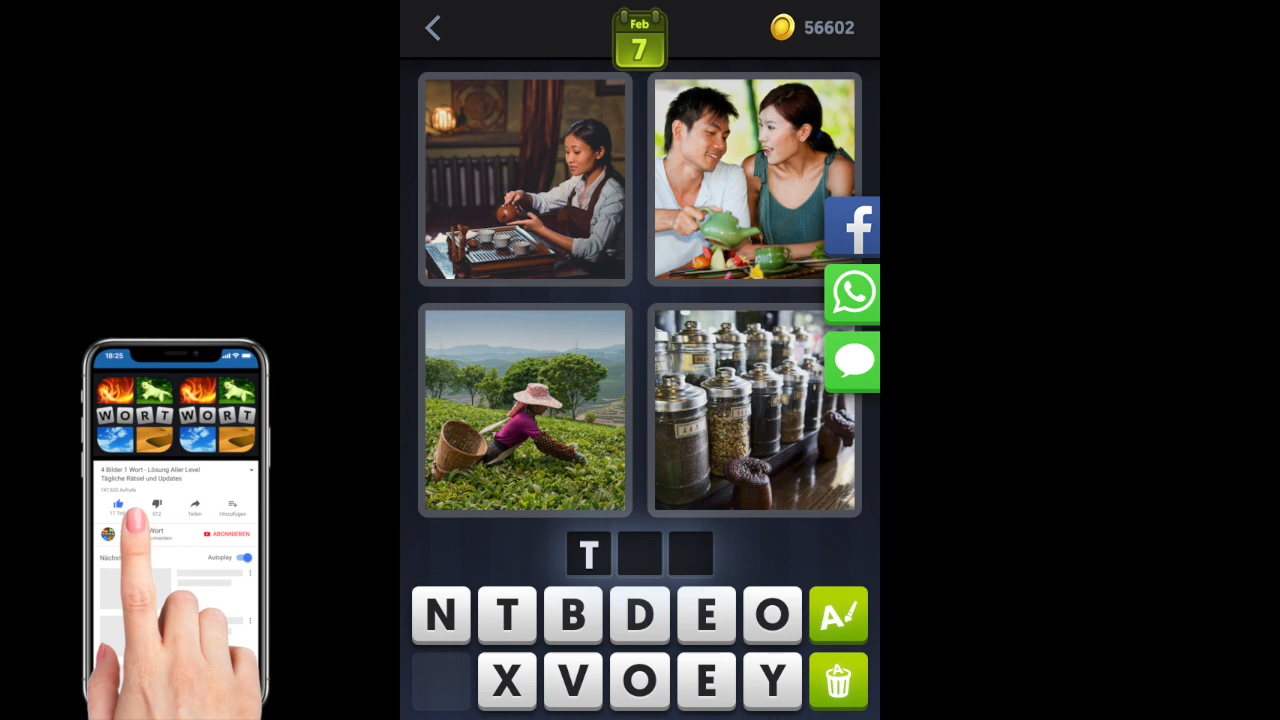 Feb
7
56602
T
N T B D E O A
X V O E Y A
18:25
W O R T W O R T
4 Bilder 1 Wort - Lösung Aller Level
Tägliche Rätsel und Updates
812
Teilen
Hinzufügen
Wort
ABONNIEREN
Autoplay